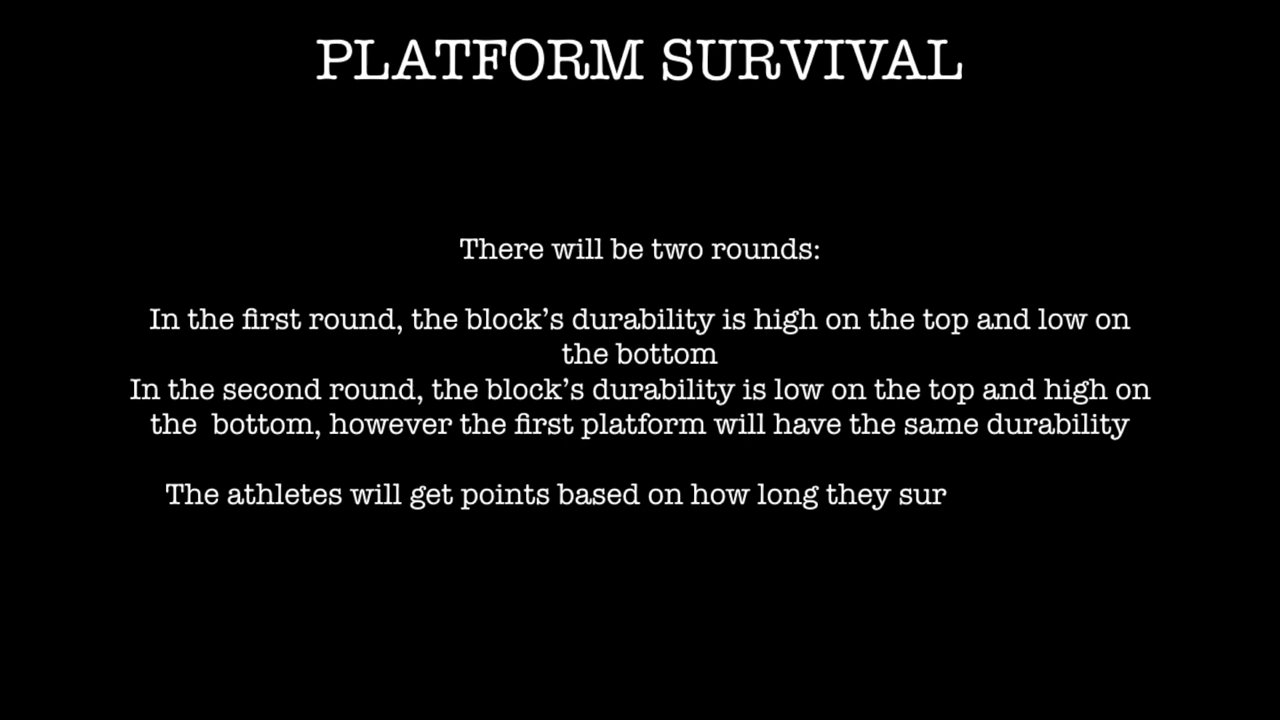 PLATFORM SURVIVAL
There will be two rounds:
In the first round, the block’s durability is high on the top and low on
the bottom
In the second round, the block’s durability is low on the top and high on
the  bottom, however the first platform will have the same durability
The athletes will get points based on how long they sur